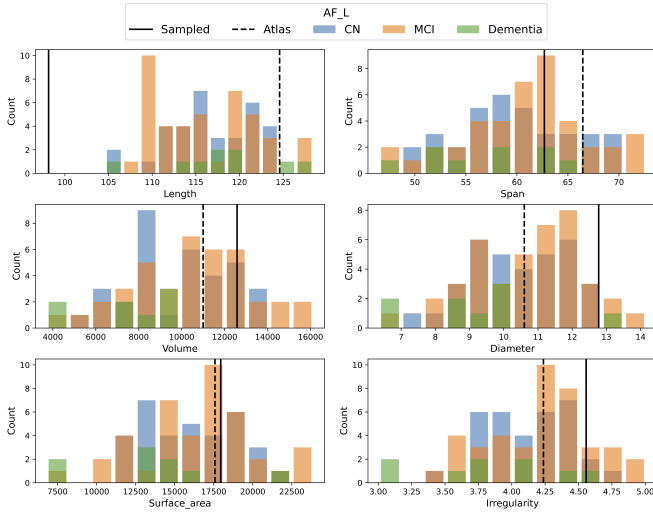 AF_L
Sampled Atlas CN MCI Dementia
10
8
6
4
2
0
Count
100 105 110 115 120 125
Length
8
6
4
2
0
Count
50 55 60 65 70
Span
8
6
4
2
0
Count
4000 6000 8000 10000 12000 14000 16000
Volume
8
6
4
2
0
Count
7 8 9 10 11 12 13 14
Diameter
10
8
6
4
2
0
Count
7500 10000 12500 15000 17500 20000 22500
Surface_area
10
8
6
4
2
0
Count
3.00 3.25 3.50 3.75 4.00 4.25 4.50 4.75 5.00
Irregularity